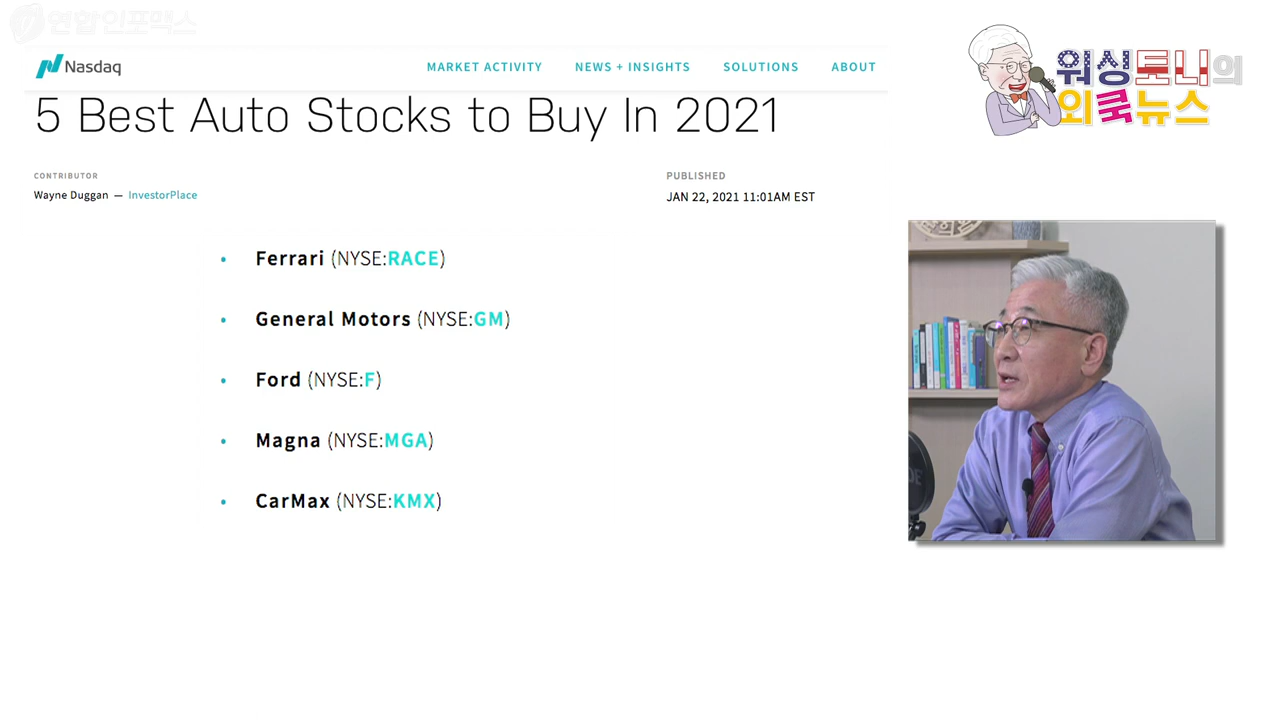 연합인포맥스
Nasdaq
MARKET ACTIVITY NEWS + INSIGHTS SOLUTIONS ABOUT
5 Best Auto Stocks to Buy In 2021
CONTRIBUTOR
Wayne Duggan — InvestorPlace
PUBLISHED
JAN 22, 2021 11:01AM EST
• Ferrari (NYSE:RACE)
• General Motors (NYSE:GM)
• Ford (NYSE:F)
• Magna (NYSE:MGA)
• CarMax (NYSE:KMX)
워싱토니의
외쿡뉴스